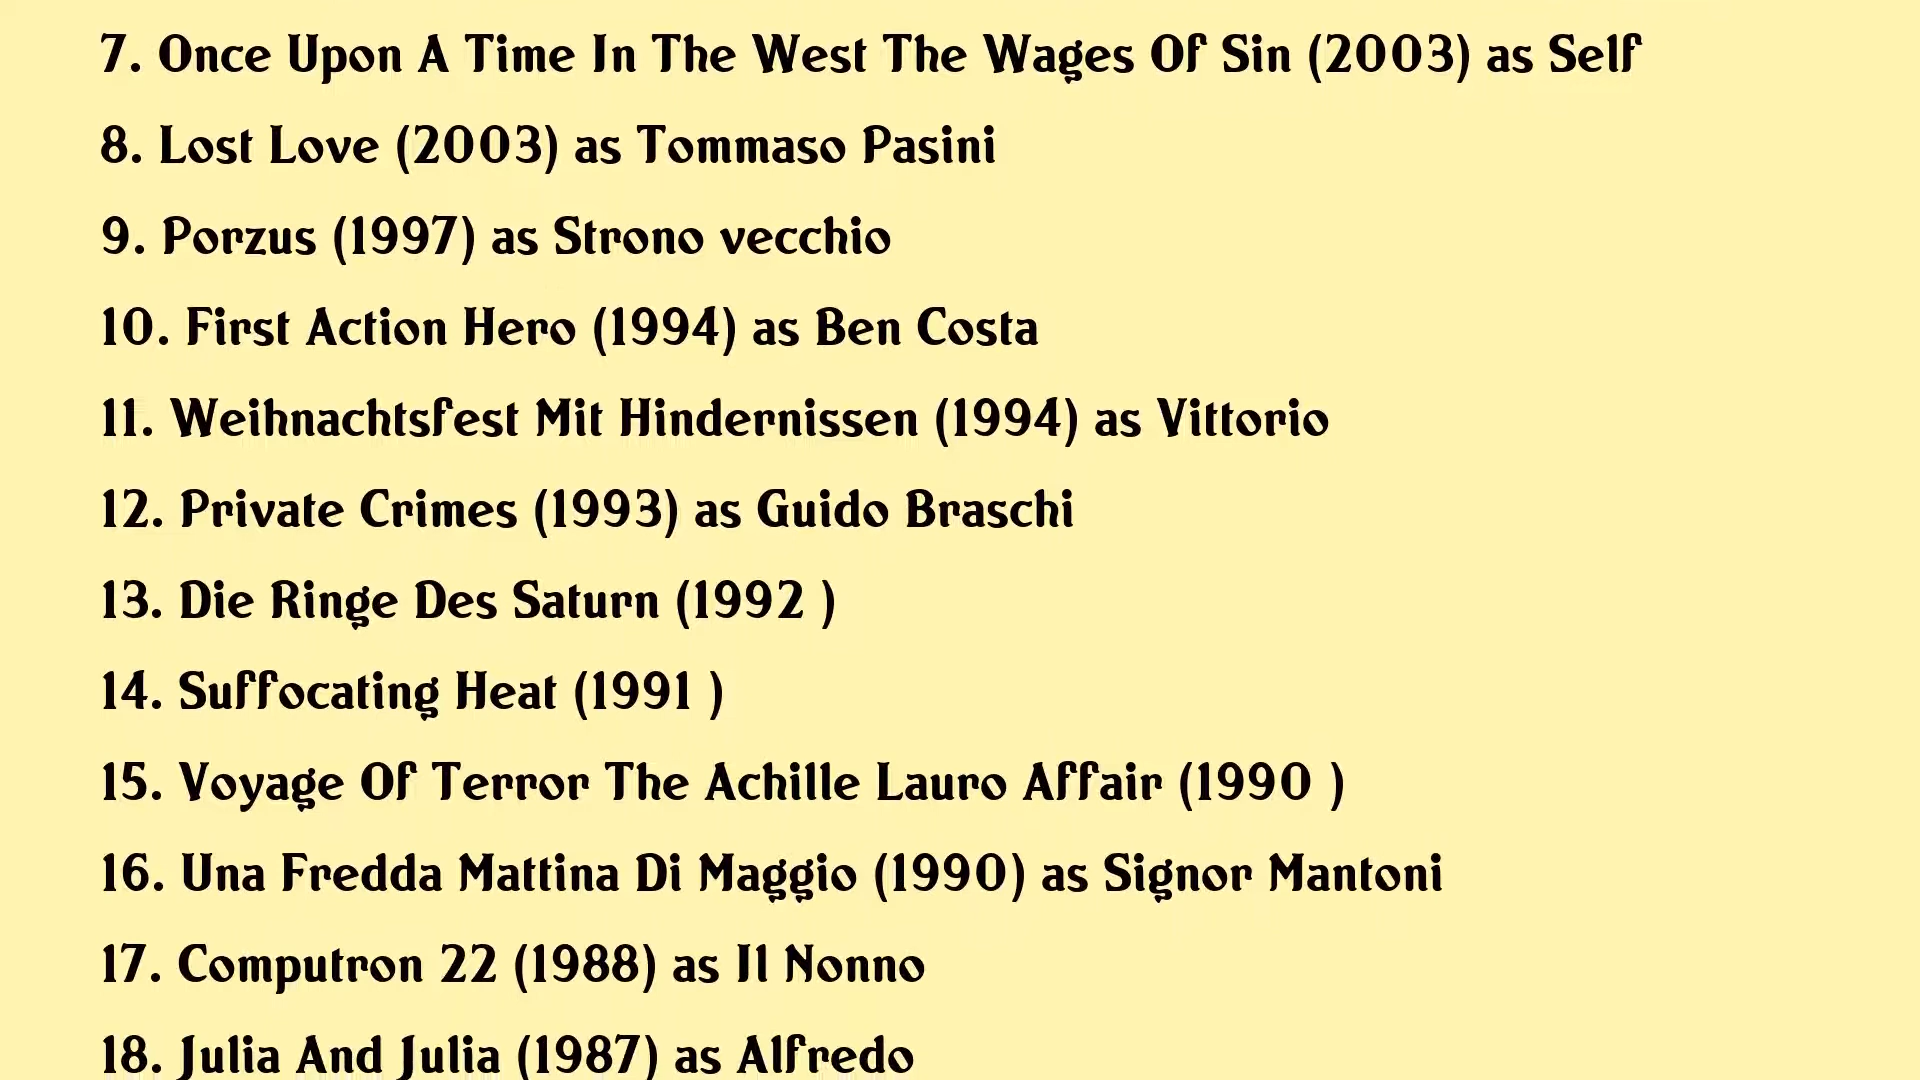 7. Once Upon A Time In The West The Wages Of Sin (2003) as Self
8. Lost Love (2003) as Tommaso Pasini
9. Porzus (1997) as Strono vecchio
10. First Action Hero (1994) as Ben Costa
11. Weihnachtsfest Mit Hindernissen (1994) as Vittorio
12. Private Crimes (1993) as Guido Braschi
13. Die Ringe Des Saturn (1992 )
14. Suffocating Heat (1991 )
15. Voyage Of Terror The Achille Lauro Affair (1990 )
16. Una Fredda Mattina Di Maggio (1990) as Signor Mantoni
17. Computron 22 (1988) as Il Nonno
18. Julia And Julia (1987) as Alfredo